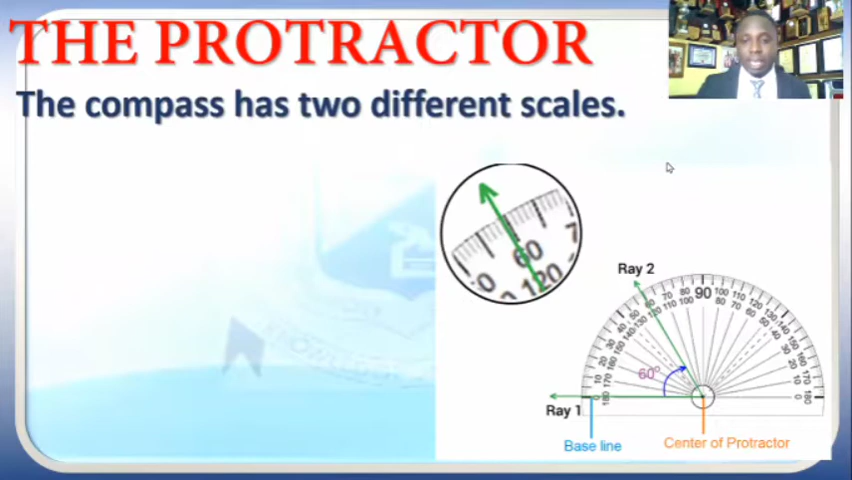 THE PROTRACTOR
The compass has two different scales.
60
120
Ray 2
90
60°
Ray 1
Base line
Center of Protractor